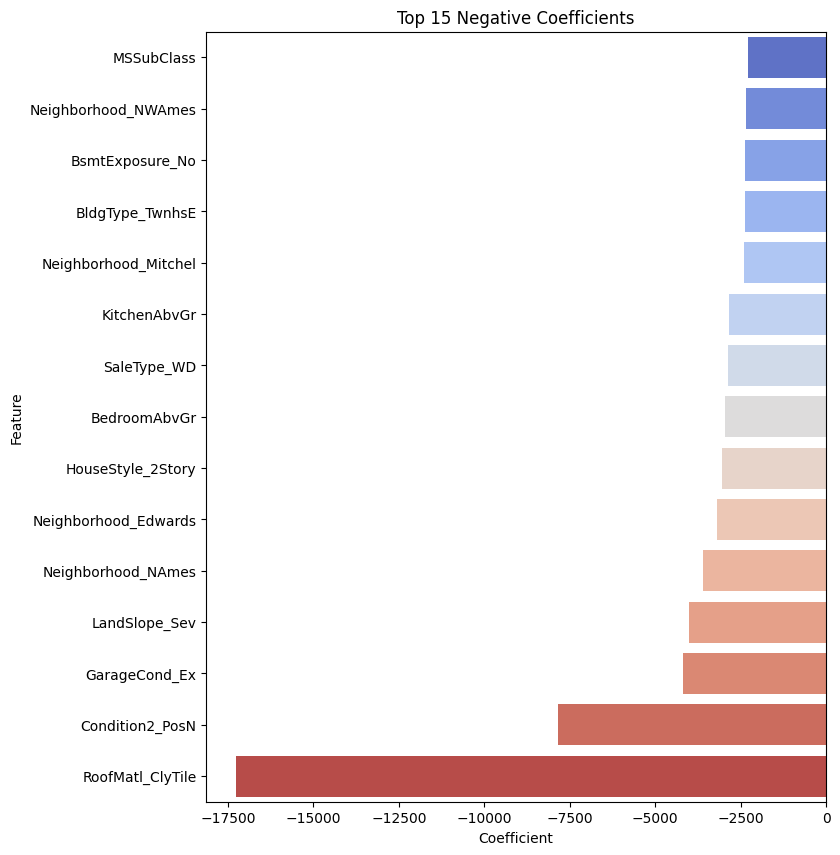 Top 15 Negative Coefficients
MSSubClass
Neighborhood_NWAmes
BsmtExposure_No
BldgType_TwnhsE
Neighborhood_Mitchel
KitchenAbvGr
SaleType_WD
BedroomAbvGr
HouseStyle_2Story
Neighborhood_Edwards
Neighborhood_NAmes
LandSlope_Sev
GarageCond_Ex
Condition2_PosN
RoofMatl_ClyTile
Feature
−17500 −15000 −12500 −10000 −7500 −5000 −2500 0
Coefficient